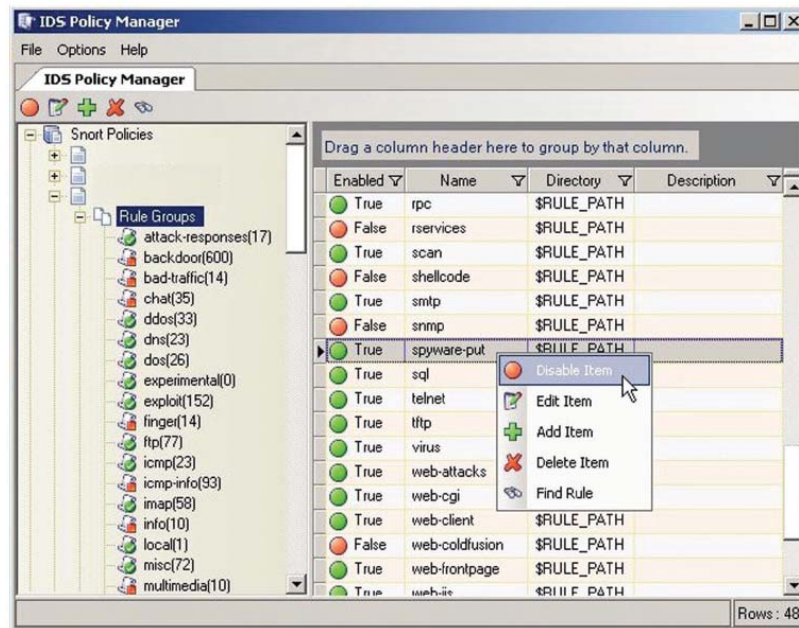 IDS Policy Manager
File Options Help
IDS Policy Manager
Snort Policies
Rule Groups
attack-responses(17)
backdoor(600)
bad-traffic(14)
chat(35)
ddos(33)
dns(23)
dos(26)
experimental(0)
exploit(152)
finger(14)
ftp(77)
icmp(23)
icmp-info(93)
imap(58)
info(10)
local(1)
misc(72)
multimedia(10)
Drag a column header here to group by that column.
Enabled Name Directory Description
True rpc $RULE_PATH
False rservices $RULE_PATH
True scan $RULE_PATH
False shellcode $RULE_PATH
True smtp $RULE_PATH
False snmp $RULE_PATH
True spyware-put $RULE_PATH
True sql
True telnet
True tftp
True virus
True web-attacks
True web-cgi
True web-client $RULE_PATH
False web-coldfusion $RULE_PATH
True web-frontpage $RULE_PATH
True web-iis $RULE_PATH
Disable Item
Edit Item
Add Item
Delete Item
Find Rule
Rows : 48